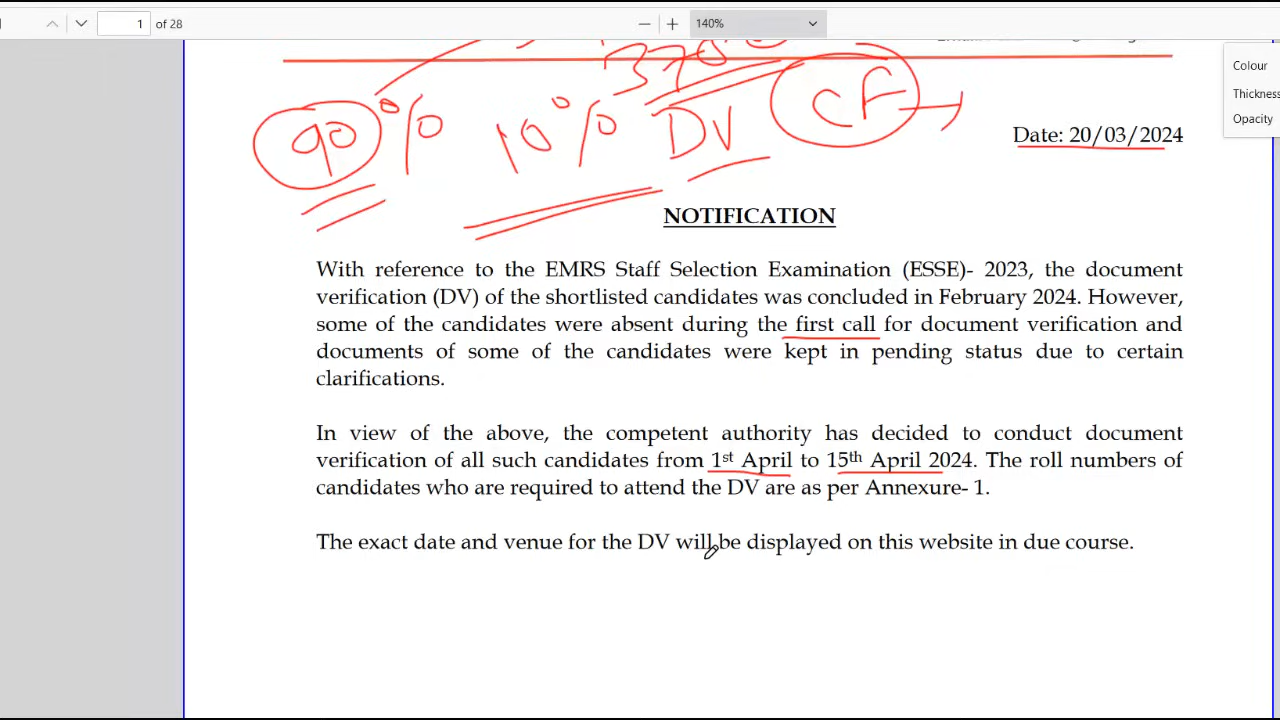 1 of 28
140%
Colour
Thickness
Opacity
90% 10% DV CF
Date: 20/03/2024
NOTIFICATION
With reference to the EMRS Staff Selection Examination (ESSE)- 2023, the document
verification (DV) of the shortlisted candidates was concluded in February 2024. However,
some of the candidates were absent during the first call for document verification and
documents of some of the candidates were kept in pending status due to certain
clarifications.
In view of the above, the competent authority has decided to conduct document
verification of all such candidates from 1st April to 15th April 2024. The roll numbers of
candidates who are required to attend the DV are as per Annexure- 1.
The exact date and venue for the DV will be displayed on this website in due course.